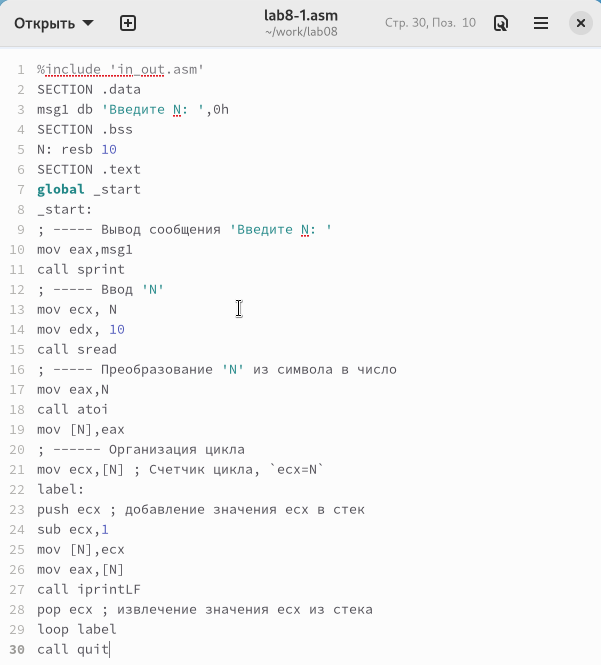 Открыть
lab8-1.asm
~/work/lab08
Стр. 30, Поз. 10
1 %include 'in_out.asm'
2 SECTION .data
3 msg1 db 'Введите N: ',0h
4 SECTION .bss
5 N: resb 10
6 SECTION .text
7 global _start
8 _start:
9 ; ----- Вывод сообщения 'Введите N: '
10 mov eax,msg1
11 call sprint
12 ; ----- Ввод 'N'
13 mov ecx, N
14 mov edx, 10
15 call sread
16 ; ----- Преобразование 'N' из символа в число
17 mov eax,N
18 call atoi
19 mov [N],eax
20 ; ------ Организация цикла
21 mov ecx,[N] ; Счетчик цикла, `ecx=N`
22 label:
23 push ecx ; добавление значения ecx в стек
24 sub ecx,1
25 mov [N],ecx
26 mov eax,[N]
27 call iprintLF
28 pop ecx ; извлечение значения ecx из стека
29 loop label
30 call quit